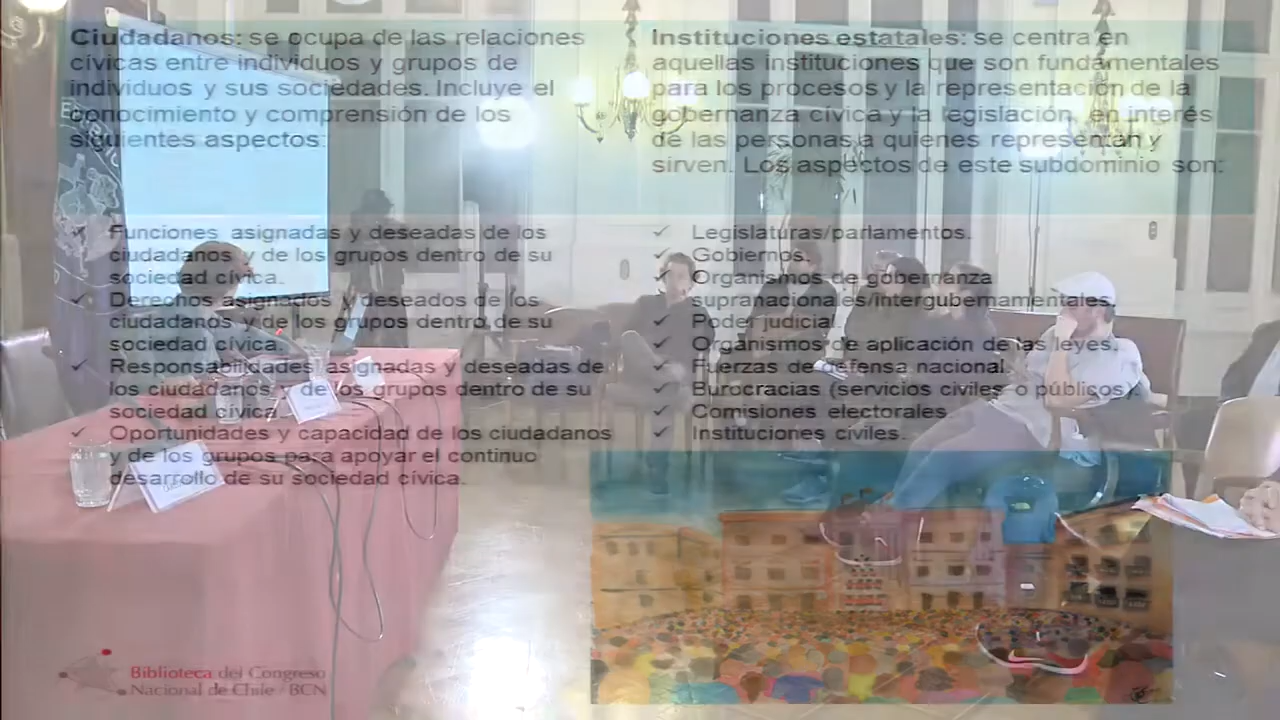 Ciudadanos: se ocupa de las relaciones
cívicas entre individuos y grupos de
individuos y sus sociedades. Incluye el
conocimiento y comprensión de los
siguientes aspectos:
Funciones asignadas y deseadas de los
ciudadanos y de los grupos dentro de su
sociedad cívica.
Derechos asignados y deseados de los
ciudadanos y de los grupos dentro de su
sociedad cívica.
Responsabilidades asignadas y deseadas de
los ciudadanos y de los grupos dentro de su
sociedad cívica.
Oportunidades y capacidad de los ciudadanos
y de los grupos para apoyar el continuo
desarrollo de su sociedad cívica.
Instituciones estatales: se centra en
aquellas instituciones que son fundamentales
para los procesos y la representación de la
gobernanza cívica y la legislación, en interés
de las personas a quienes representan y
sirven. Los aspectos de este subdominio son:
Legislaturas/parlamentos.
Gobiernos.
Organismos de gobernanza
supranacionales/intergubernamentales.
Poder judicial.
Organismos de aplicación de las leyes.
Fuerzas de defensa nacional.
Burocracias (servicios civiles o públicos)
Comisiones electorales
Instituciones civiles.
Biblioteca del Congreso
Nacional de Chile / BCN